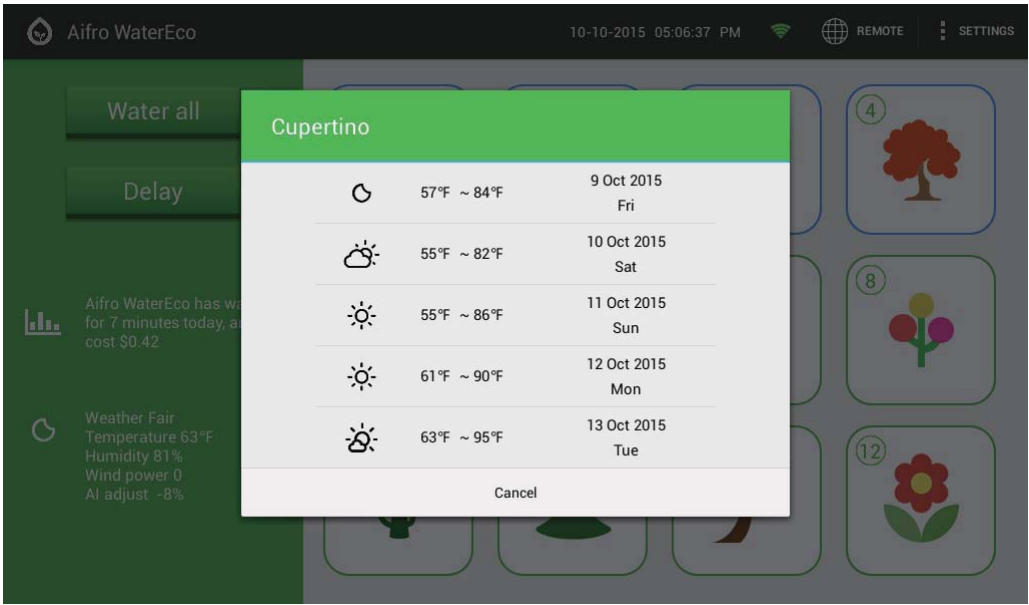 Aifro WaterEco
10-10-2015 05:06:37 PM
REMOTE
SETTINGS
Water all
Delay
Aifro WaterEco has
for 7 minutes today,
cost $0.42
Weather Fair
Temperature 63°F
Humidity 81%
Wind power 0
AI adjust -8%
Cupertino
57°F ~ 84°F
9 Oct 2015
Fri
55°F ~ 82°F
10 Oct 2015
Sat
55°F ~ 86°F
11 Oct 2015
Sun
61°F ~ 90°F
12 Oct 2015
Mon
63°F ~ 95°F
13 Oct 2015
Tue
Cancel
4
8
12